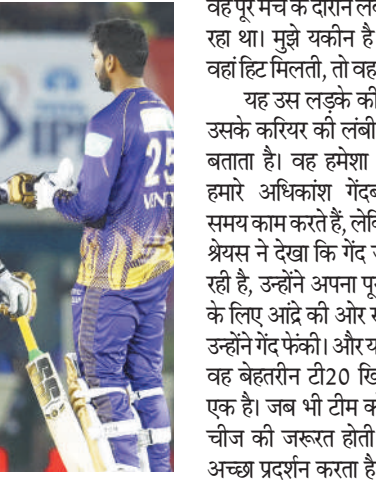 IPL
25
वह पूरे मैच के दौरान
रहा था। मुझे यकीन है
वहां हिट मिलती, तो वह
यह उस लड़के की
उसके करियर की लंबी
बताता है। वह हमेशा
हमारे अधिकांश
समय काम करते हैं,
श्रेयस ने देखा कि गेंद
रही है, उन्होंने अपना
के लिए आंद्रे की ओर
उन्होंने गेंद फेंकी। और
वह बेहतरीन टी20
एक है। जब भी टीम
चीज की जरूरत होती
अच्छा प्रदर्शन करता है